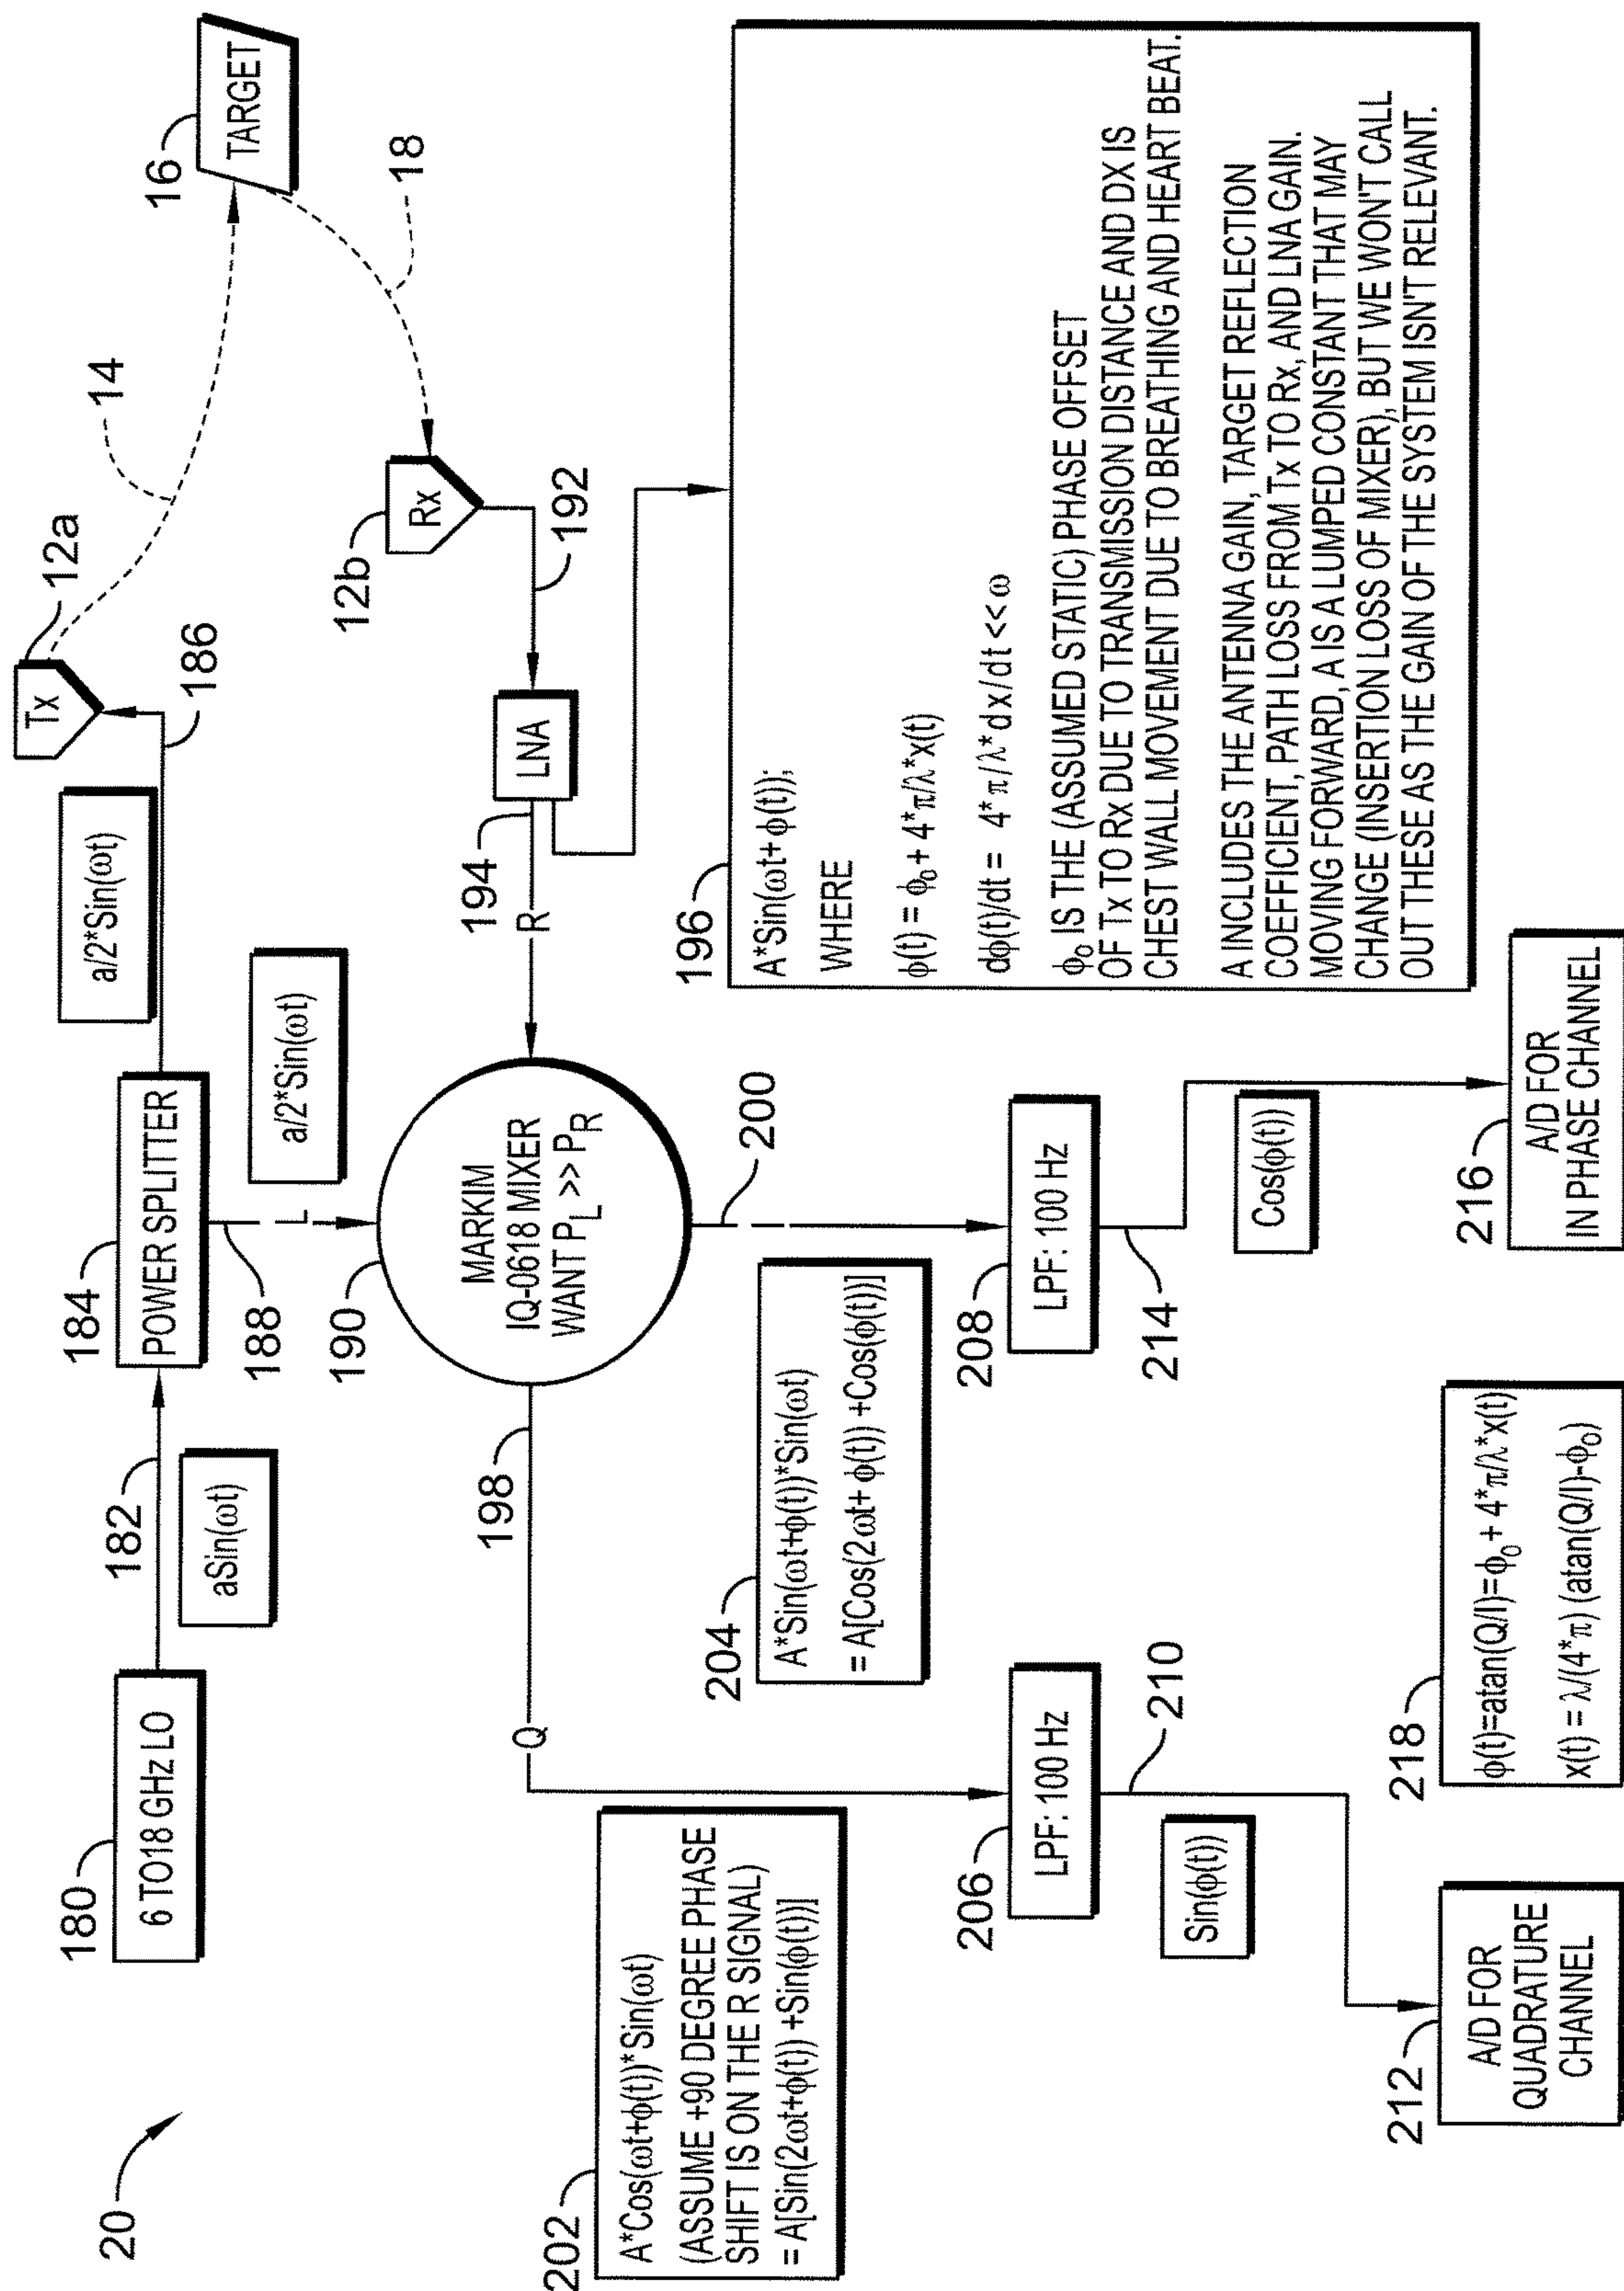 20
180
6 TO18 GHz LO
182
aSin(ωt)
184
POWER SPLITTER
a/2*Sin(ωt)
186
Tx
12a
14
16
TARGET
18
188
L
a/2*Sin(ωt)
190
MARKIM
IQ-0618 MIXER
WANT P_L >> P_R
R
194
LNA
192
12b
Rx
198
Q
200
202
A*Cos(ωt+ϕ(t))*Sin(ωt)
(ASSUME +90 DEGREE PHASE
SHIFT IS ON THE R SIGNAL)
= A[Sin(2ωt+ϕ(t)) +Sin(ϕ(t))]
204
A*Sin(ωt+ϕ(t))*Sin(ωt)
= A[Cos(2ωt+ ϕ(t)) +Cos(ϕ(t))]
196
A*Sin(ωt+ϕ(t));
WHERE
ϕ(t) = ϕ₀ + 4*π/λ*x(t)
dϕ(t)/dt = 4*π/λ*dx/dt << ω
ϕ₀ IS THE (ASSUMED STATIC) PHASE OFFSET
OF Tx TO Rx DUE TO TRANSMISSION DISTANCE AND DX IS
CHEST WALL MOVEMENT DUE TO BREATHING AND HEART BEAT.
A INCLUDES THE ANTENNA GAIN, TARGET REFLECTION
COEFFICIENT, PATH LOSS FROM Tx TO Rx, AND LNA GAIN.
MOVING FORWARD, A IS A LUMPED CONSTANT THAT MAY
CHANGE (INSERTION LOSS OF MIXER), BUT WE WON'T CALL
OUT THESE AS THE GAIN OF THE SYSTEM ISN'T RELEVANT.
206
LPF: 100 Hz
210
Sin(ϕ(t))
208
LPF: 100 Hz
214
Cos(ϕ(t))
212
A/D FOR
QUADRATURE
CHANNEL
218
ϕ(t)=atan(Q/I)=ϕ₀ + 4*π/λ*x(t)
x(t) = λ/(4*π) (atan(Q/I)-ϕ₀)
216
A/D FOR
IN PHASE CHANNEL